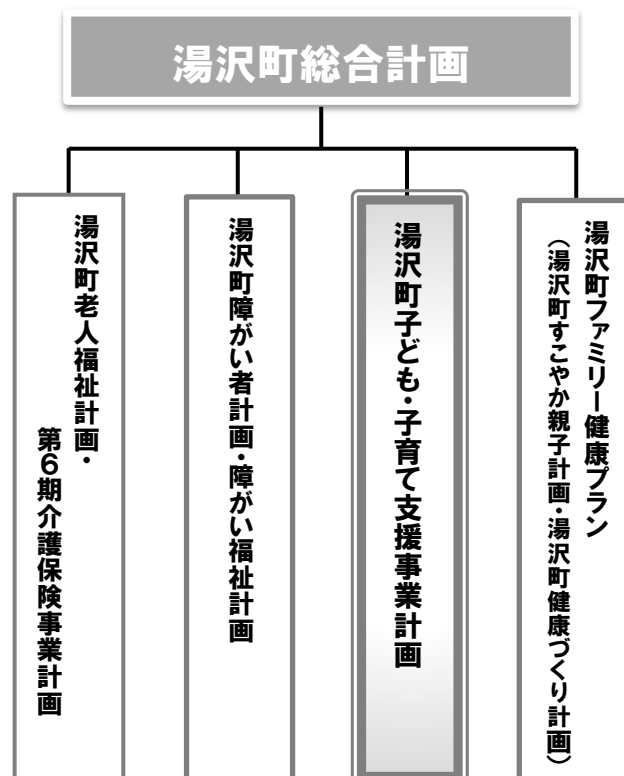 湯沢町総合計画
湯沢町ファミリー健康プラン
（湯沢町すこやか親子計画・湯沢町健康づくり計画）
湯沢町子ども・子育て支援事業計画
湯沢町障がい者計画・障がい福祉計画
湯沢町老人福祉計画・
第６期介護保険事業計画